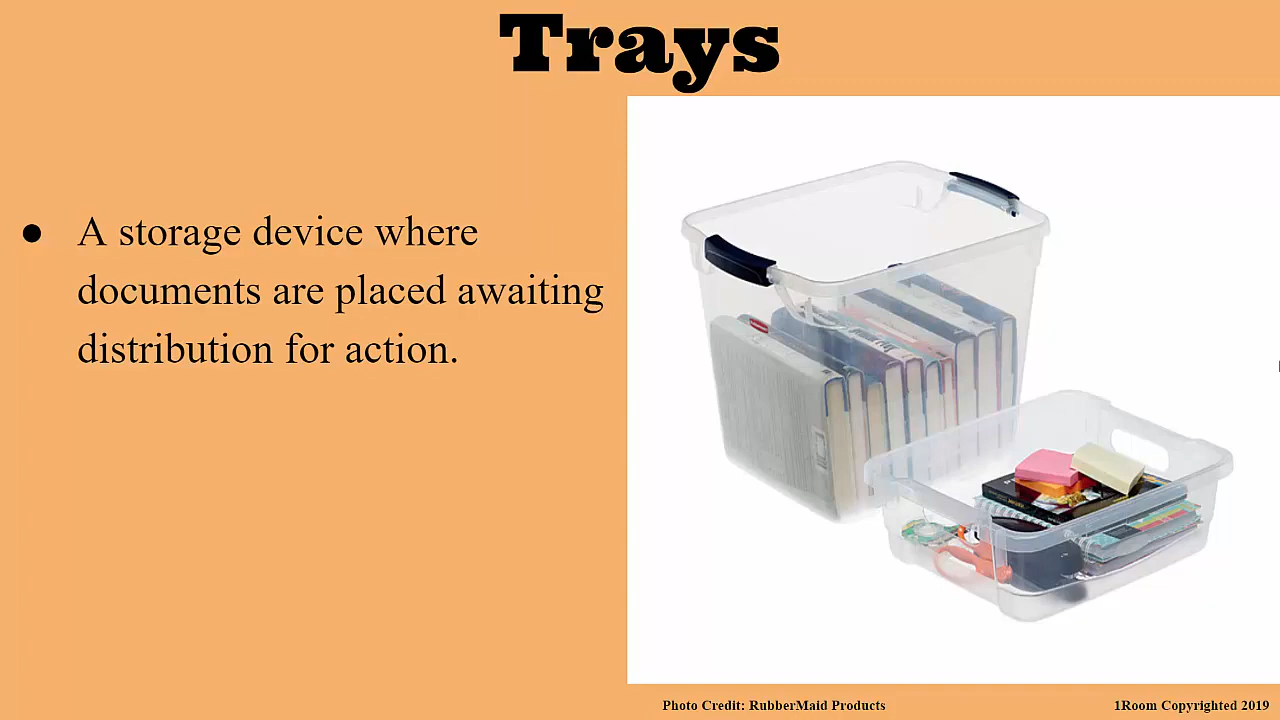 Trays
● A storage device where
documents are placed awaiting
distribution for action.
Photo Credit: RubberMaid Products
1Room Copyrighted 2019